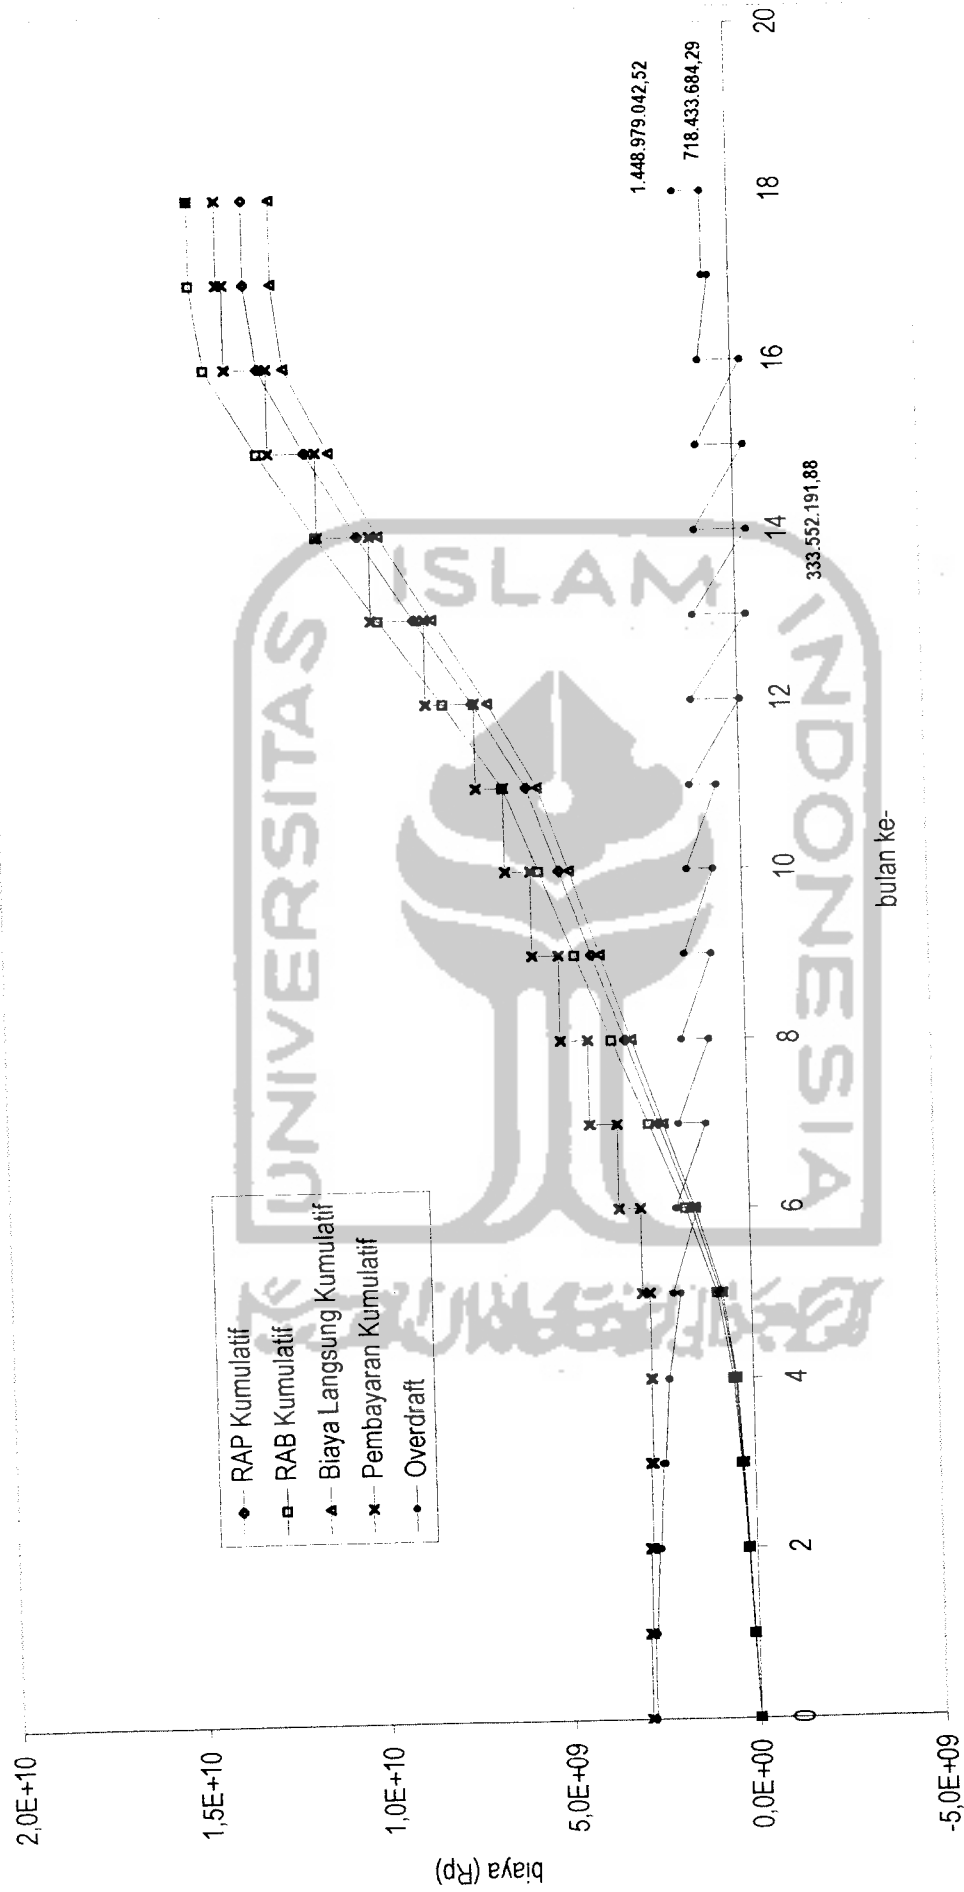 2,0E+10
1,5E+10
1,0E+10
5,0E+09
0,0E+00
-5,0E+09
biaya (Rp)
RAP Kumulatif
RAB Kumulatif
Biaya Langsung Kumulatif
Pembayaran Kumulatif
Overdraft
1.448.979.042,52
718.433.684,29
333.552.191,88
0
2
4
6
8
10
12
14
16
18
20
bulan ke-
UNIVERSITAS
ISLAM
INDONESIA